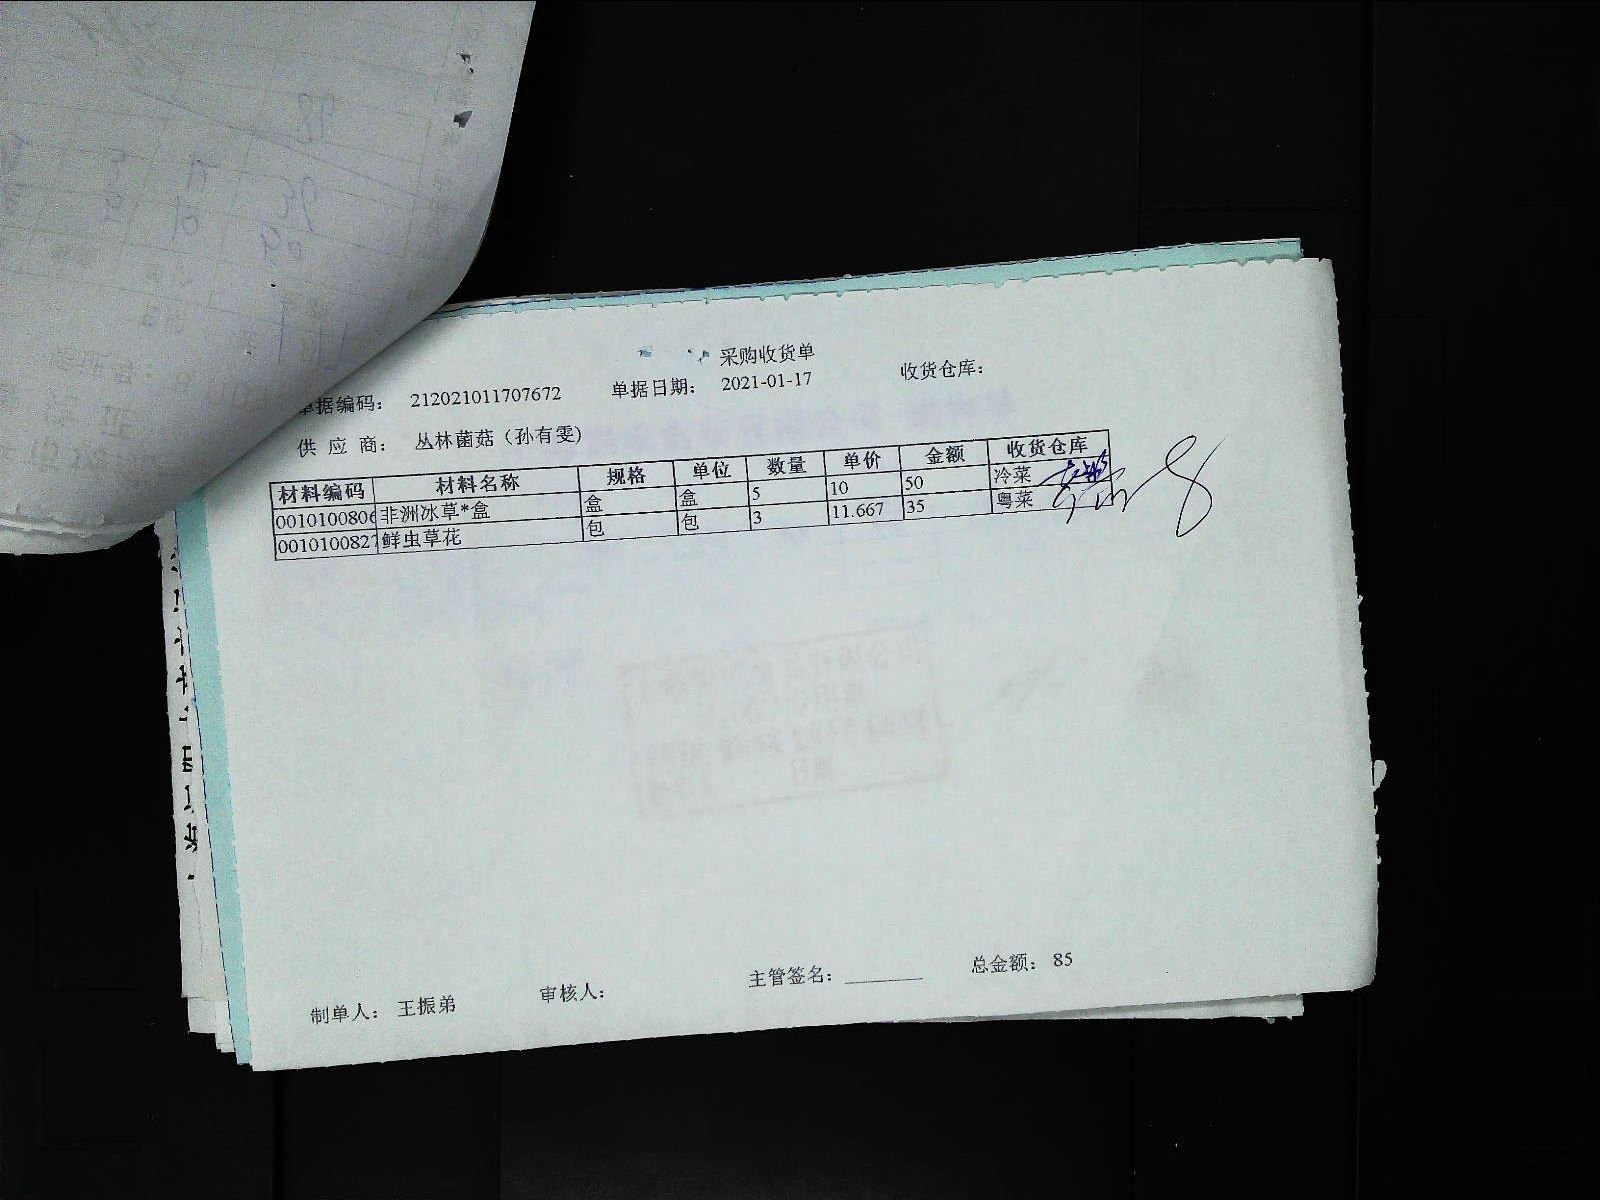 采购收货单
单据编码： 212021011707672 单据日期： 2021-01-17 收货仓库：
供 应 商： 丛林菌菇（孙有雯）
材料编码 材料名称 规格 单位 数量 单价 金额 收货仓库
0010100806 非洲冰草*盒 盒 盒 5 10 50 冷菜
0010100827 鲜虫草花 包 包 3 11.667 35 粤菜
制单人： 王振弟 审核人： 主管签名： 总金额： 85